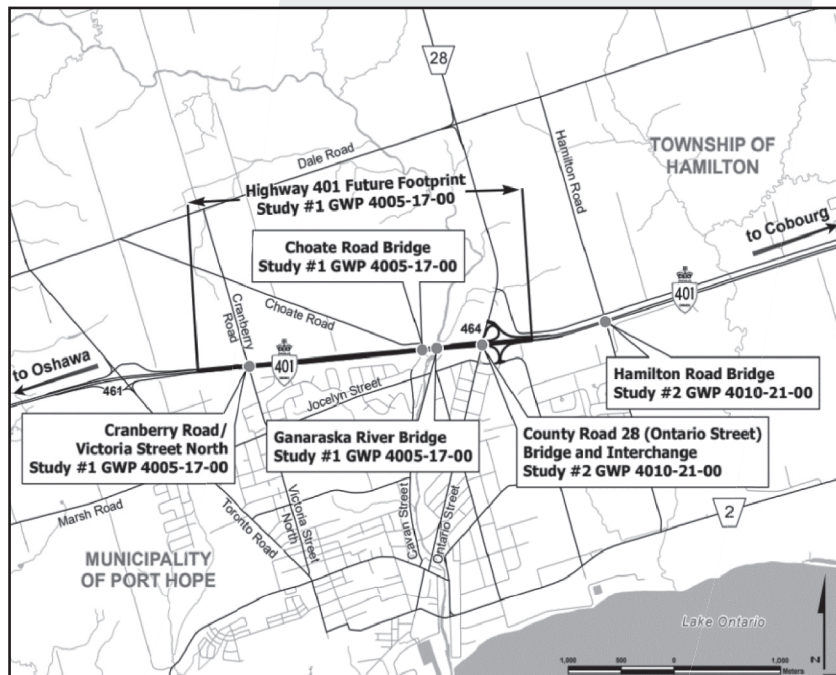 28
Hamilton Road
TOWNSHIP OF
HAMILTON
Dale Road
Highway 401 Future Footprint
Study #1 GWP 4005-17-00
to Cobourg
Choate Road Bridge
Study #1 GWP 4005-17-00
401
Cranberry
Road
Choate Road
464
to Oshawa
401
461
Jocelyn Street
Hamilton Road Bridge
Study #2 GWP 4010-21-00
Cranberry Road/
Victoria Street North
Study #1 GWP 4005-17-00
Ganaraska River Bridge
Study #1 GWP 4005-17-00
County Road 28 (Ontario Street)
Bridge and Interchange
Study #2 GWP 4010-21-00
Marsh Road
Toronto Road
Victoria Street
North
Cavan Street
Ontario Street
2
MUNICIPALITY
OF PORT HOPE
Lake Ontario
N
1,000 500 0 1,000
Meters